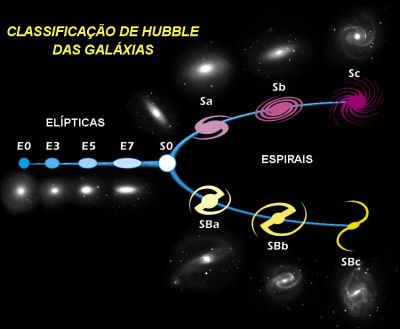 CLASSIFICAÇÃO DE HUBBLE
DAS GALÁXIAS
Sa
Sb
Sc
ELÍPTICAS
E0
E3
E5
E7
S0
ESPIRAIS
SBa
SBb
SBc